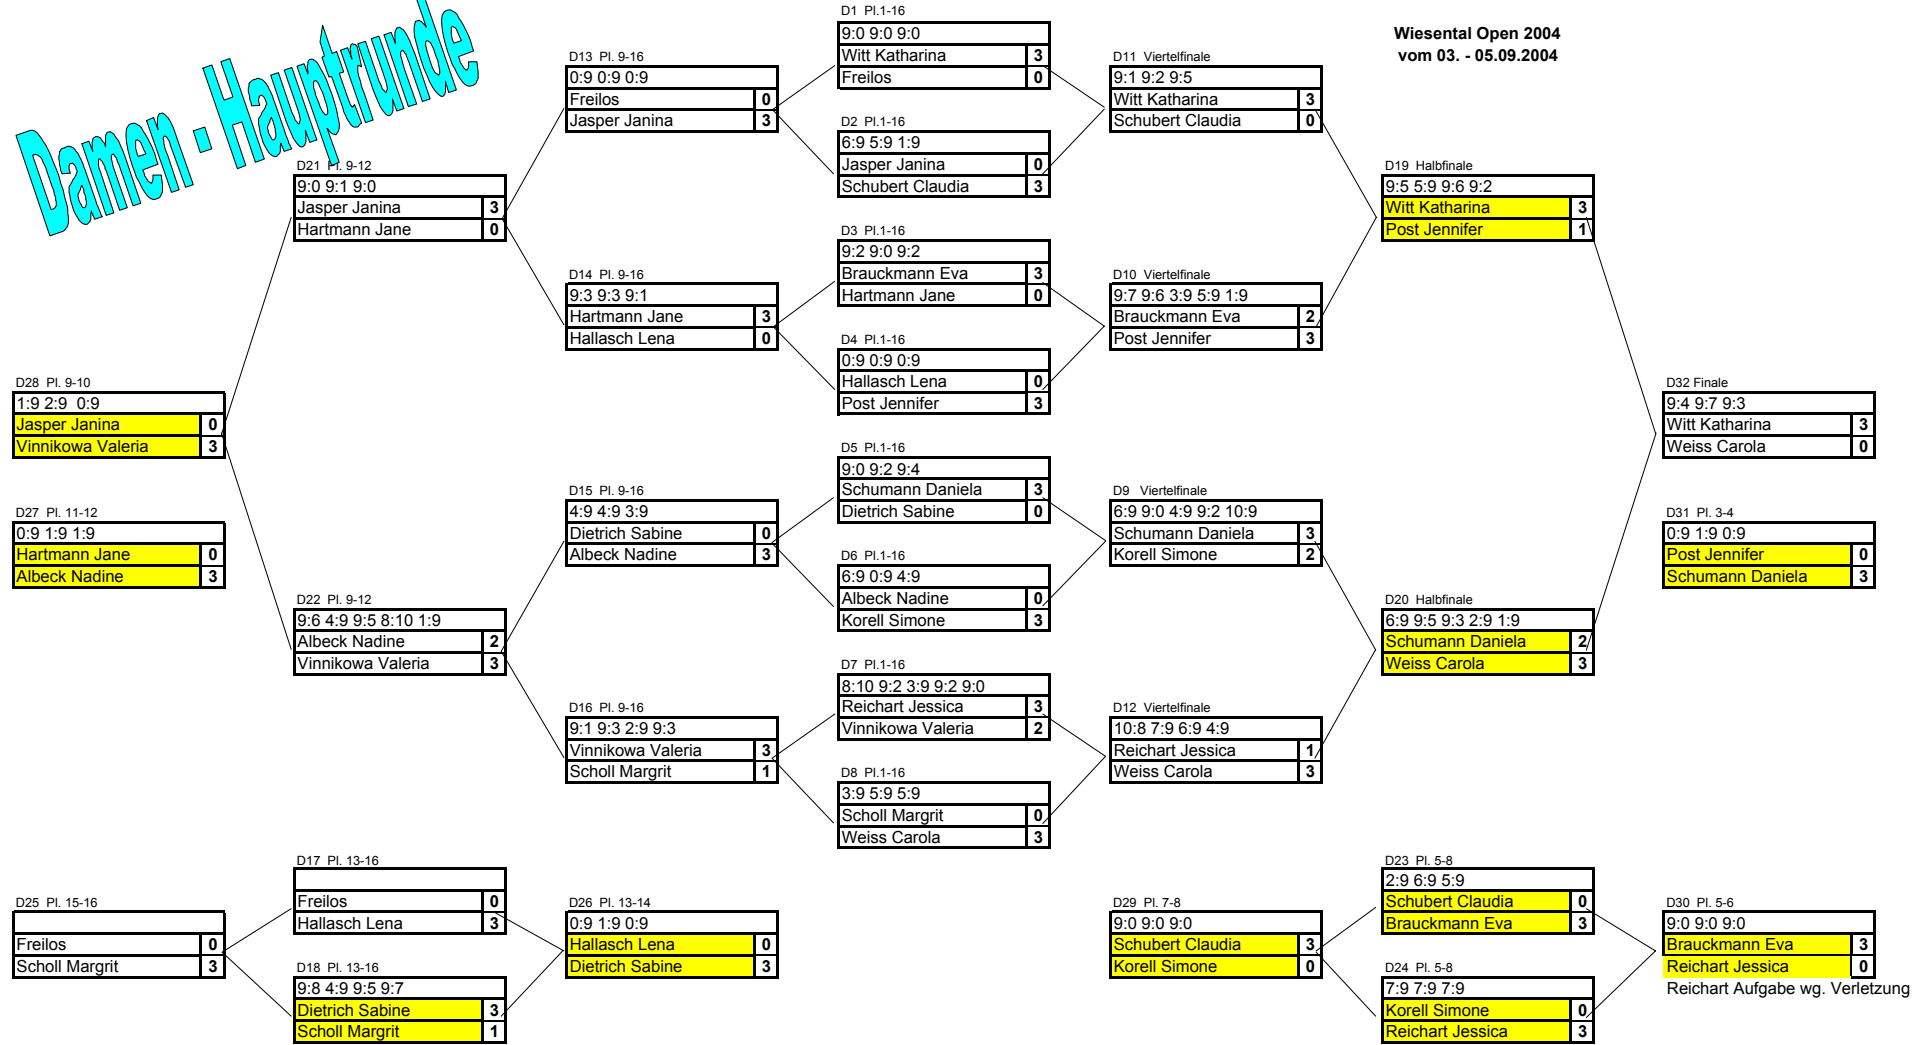 Damen - Hauptrunde
Wiesental Open 2004
vom 03. - 05.09.2004
D28 Pl. 9-10
1:9 2:9 0:9
Jasper Janina 0
Vinnikowa Valeria 3
D27 Pl. 11-12
0:9 1:9 1:9
Hartmann Jane 0
Albeck Nadine 3
D21 Pl. 9-12
9:0 9:1 9:0
Jasper Janina 3
Hartmann Jane 0
D22 Pl. 9-12
9:6 4:9 9:5 8:10 1:9
Albeck Nadine 2
Vinnikowa Valeria 3
D13 Pl. 9-16
0:9 0:9 0:9
Freilos 0
Jasper Janina 3
D14 Pl. 9-16
9:3 9:3 9:1
Hartmann Jane 3
Hallasch Lena 0
D15 Pl. 9-16
4:9 4:9 3:9
Dietrich Sabine 0
Albeck Nadine 3
D16 Pl. 9-16
9:1 9:3 2:9 9:3
Vinnikowa Valeria 3
Scholl Margrit 1
D1 Pl.1-16
9:0 9:0 9:0
Witt Katharina 3
Freilos 0
D2 Pl.1-16
6:9 5:9 1:9
Jasper Janina 0
Schubert Claudia 3
D3 Pl.1-16
9:2 9:0 9:2
Brauckmann Eva 3
Hartmann Jane 0
D4 Pl.1-16
0:9 0:9 0:9
Hallasch Lena 0
Post Jennifer 3
D5 Pl.1-16
9:0 9:2 9:4
Schumann Daniela 3
Dietrich Sabine 0
D6 Pl.1-16
6:9 0:9 4:9
Albeck Nadine 0
Korell Simone 3
D7 Pl.1-16
8:10 9:2 3:9 9:2 9:0
Reichart Jessica 3
Vinnikowa Valeria 2
D8 Pl.1-16
3:9 5:9 5:9
Scholl Margrit 0
Weiss Carola 3
D11 Viertelfinale
9:1 9:2 9:5
Witt Katharina 3
Schubert Claudia 0
D10 Viertelfinale
9:7 9:6 3:9 5:9 1:9
Brauckmann Eva 2
Post Jennifer 3
D9 Viertelfinale
6:9 9:0 4:9 9:2 10:9
Schumann Daniela 3
Korell Simone 2
D12 Viertelfinale
10:8 7:9 6:9 4:9
Reichart Jessica 1
Weiss Carola 3
D19 Halbfinale
9:5 5:9 9:6 9:2
Witt Katharina 3
Post Jennifer 1
D20 Halbfinale
6:9 9:5 9:3 2:9 1:9
Schumann Daniela 2
Weiss Carola 3
D32 Finale
9:4 9:7 9:3
Witt Katharina 3
Weiss Carola 0
D31 Pl. 3-4
0:9 1:9 0:9
Post Jennifer 0
Schumann Daniela 3
D25 Pl. 15-16
Freilos 0
Scholl Margrit 3
D17 Pl. 13-16
Freilos 0
Hallasch Lena 3
D18 Pl. 13-16
9:8 4:9 9:5 9:7
Dietrich Sabine 3
Scholl Margrit 1
D26 Pl. 13-14
0:9 1:9 0:9
Hallasch Lena 0
Dietrich Sabine 3
D29 Pl. 7-8
9:0 9:0 9:0
Schubert Claudia 3
Korell Simone 0
D23 Pl. 5-8
2:9 6:9 5:9
Schubert Claudia 0
Brauckmann Eva 3
D24 Pl. 5-8
7:9 7:9 7:9
Korell Simone 0
Reichart Jessica 3
D30 Pl. 5-6
9:0 9:0 9:0
Brauckmann Eva 3
Reichart Jessica 0
Reichart Aufgabe wg. Verletzung